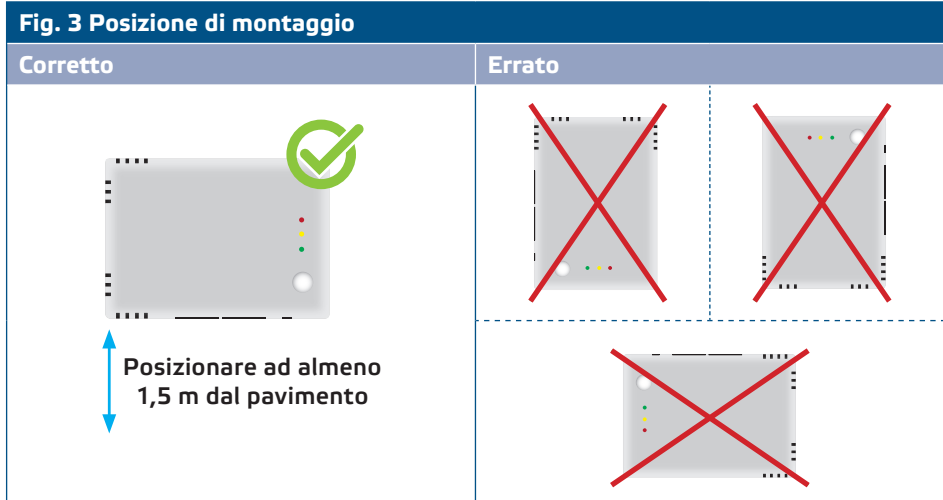 Fig. 3 Posizione di montaggio
Corretto
Errato
Posizionare ad almeno
1,5 m dal pavimento